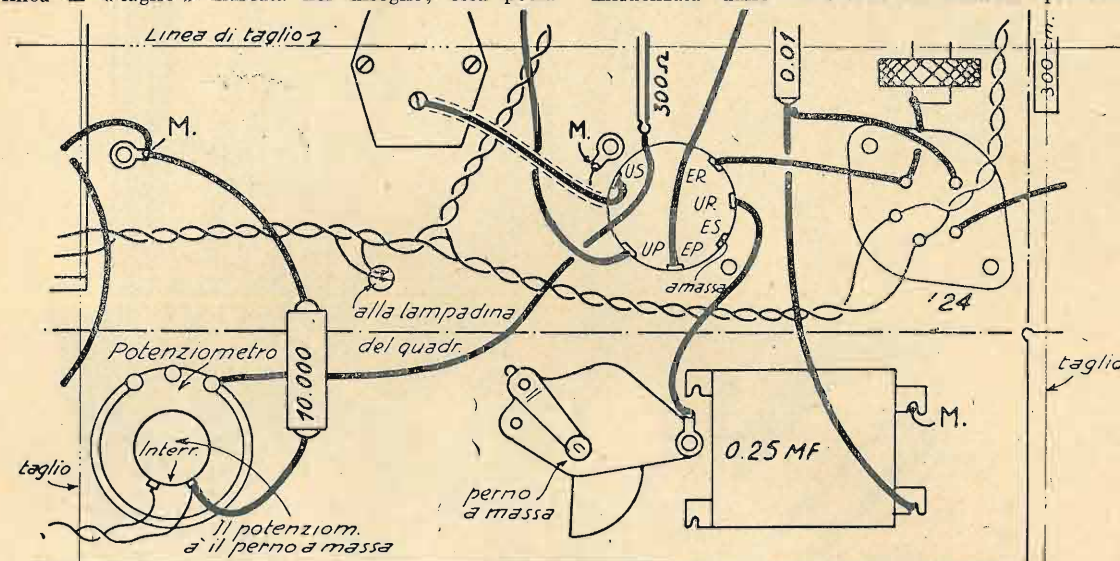 Linea di taglio
300 cm.
0.01
300Ω
M.
M.
US
ER
UR
ES
UP
EP
a massa
'24
alla lampadina
del quadr.
Potenziometro
10.000
taglio
Interr.
0.25 MF
M.
taglio
perno
a massa
Il potenziom.
à il perno a massa